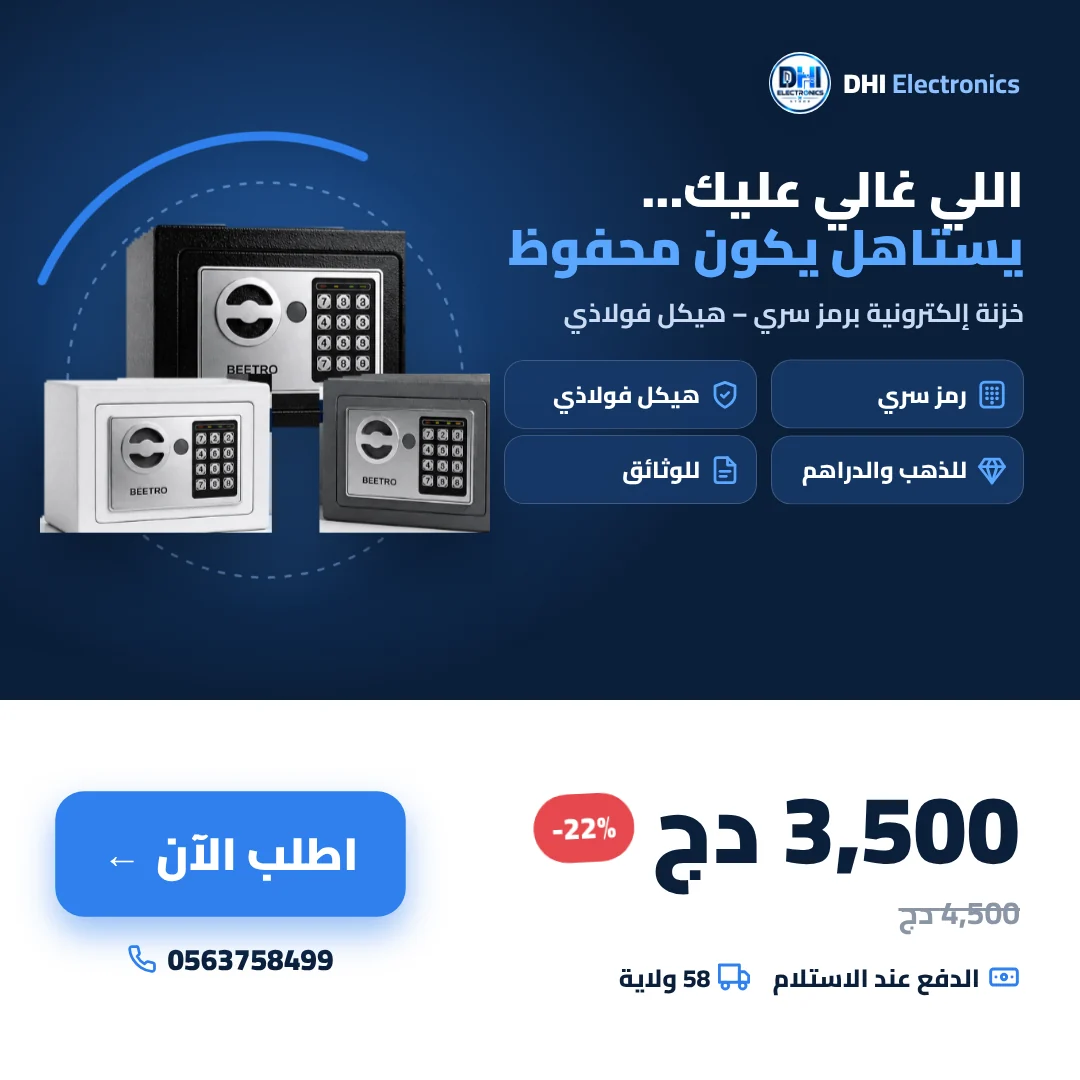 DHI Electronics
DHI
ELECTRONICS
اللي غالي عليك...
يستاهل يكون محفوظ
خزنة إلكترونية برمز سري – هيكل فولاذي
رمز سري
هيكل فولاذي
للذهب والدراهم
للوثائق
BEETRO
BEETRO
BEETRO
3,500 دج
-22%
4,500 دج
الدفع عند الاستلام
58 ولاية
اطلب الآن ←
0563758499